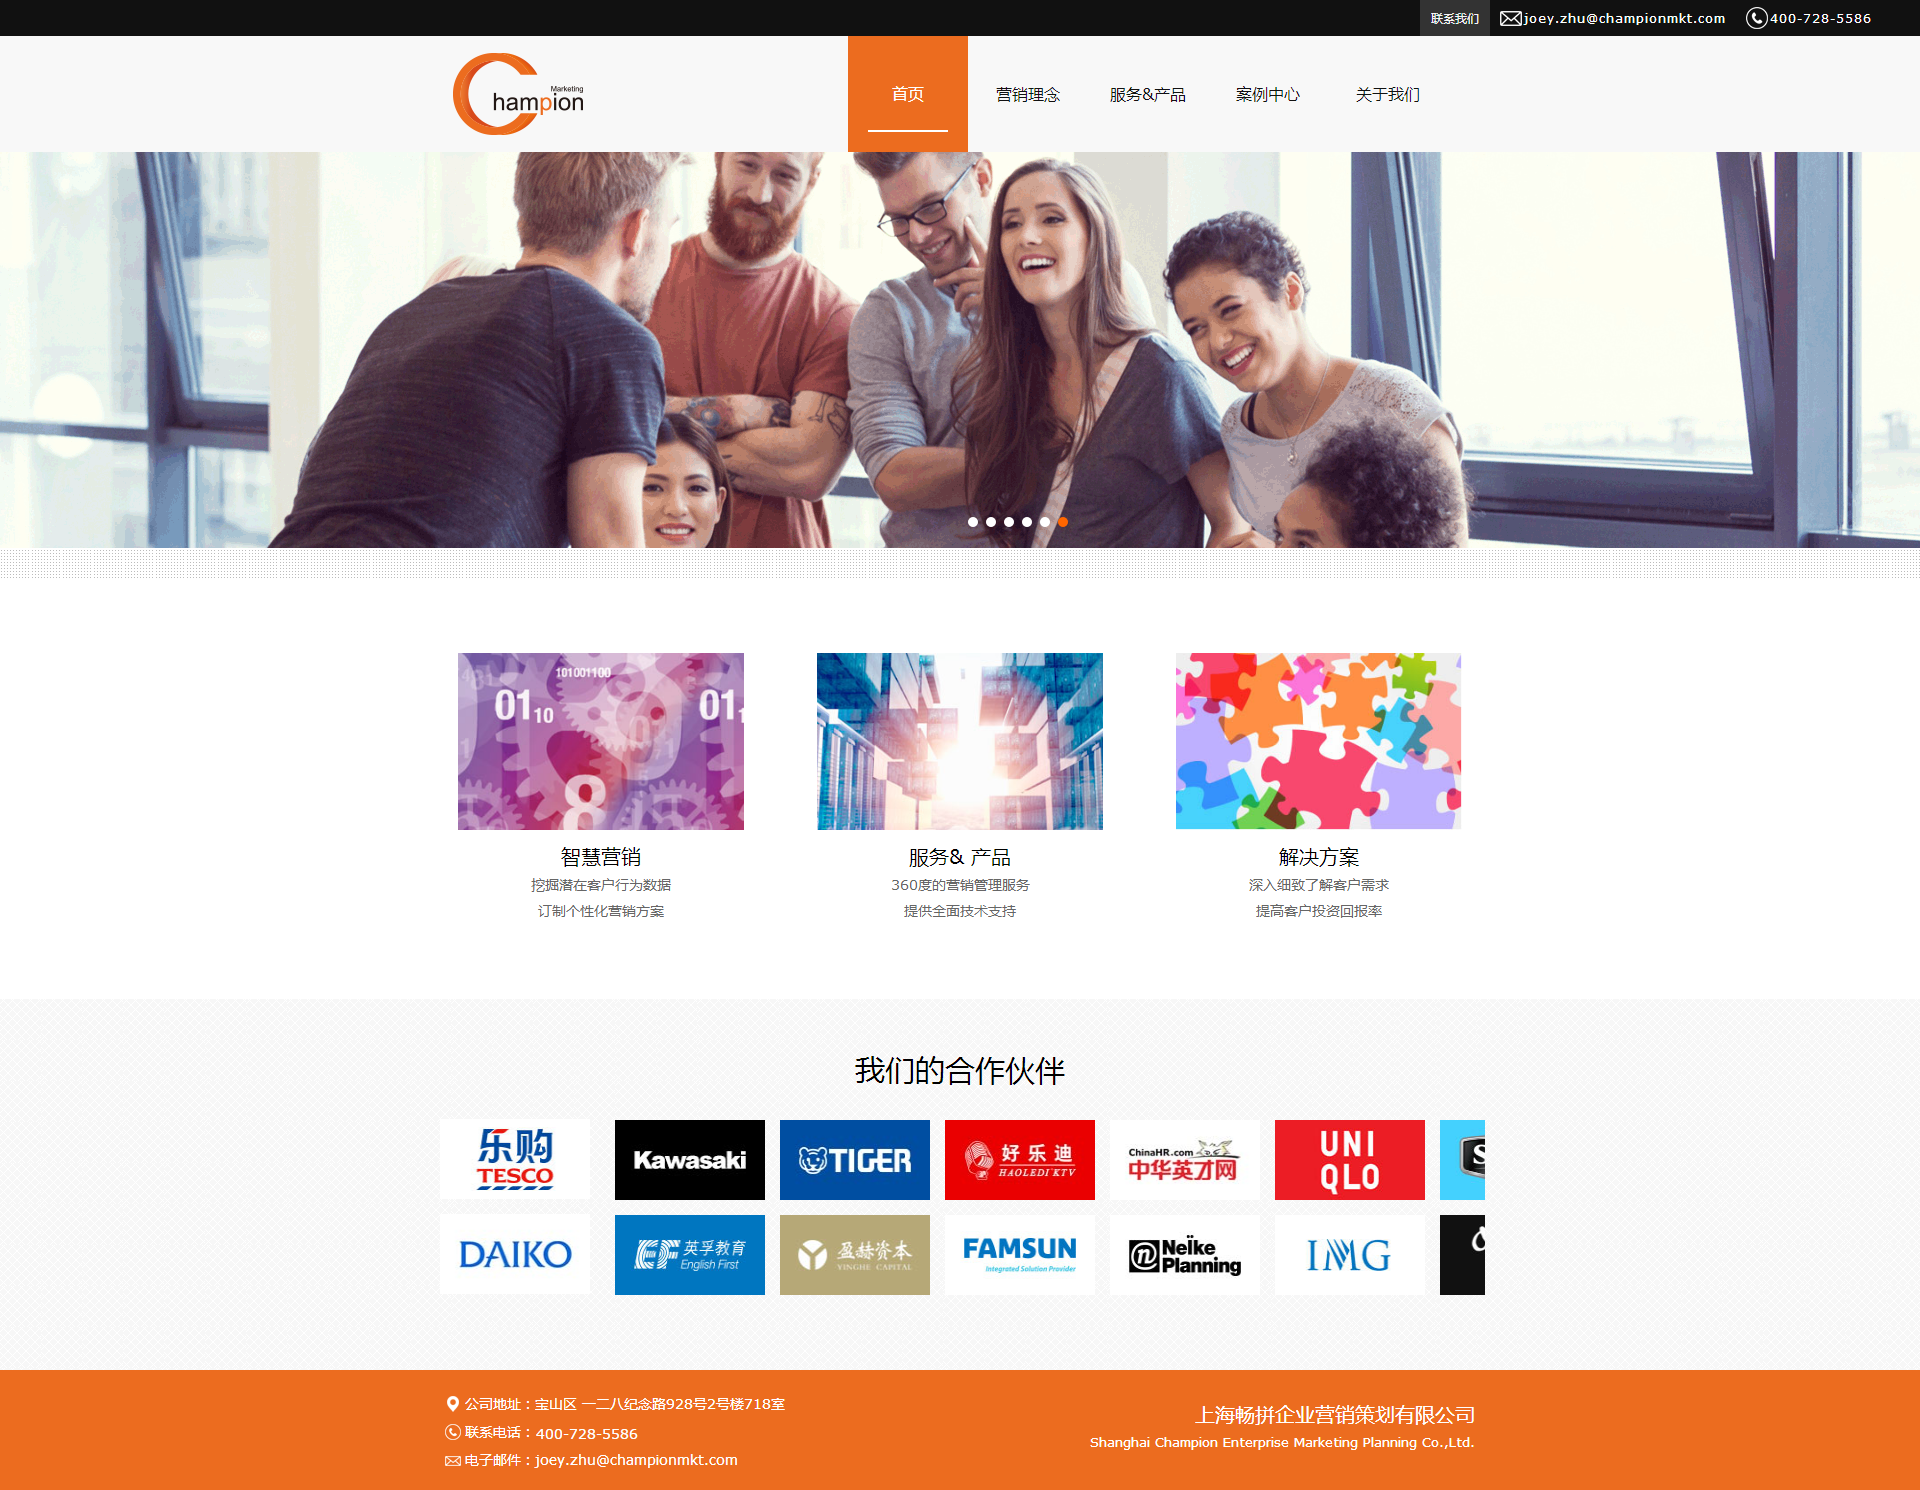 联系我们 joey.zhu@championmkt.com 400-728-5586
Marketing
Champion
首页 营销理念 服务&产品 案例中心 关于我们
101001100
01 10
01 1
8
智慧营销
挖掘潜在客户行为数据
订制个性化营销方案
服务& 产品
360度的营销管理服务
提供全面技术支持
解决方案
深入细致了解客户需求
提高客户投资回报率
我们的合作伙伴
乐购
TESCO
Kawasaki
TIGER
好乐迪
HAOLEDI KTV
ChinaHR.com
中华英才网
UNI
QLO
S
DAIKO
EF 英孚教育
English First
盈赫资本
YINGHE CAPITAL
FAMSUN
Integrated Solution Provider
n Neïke
Planning
IMG
公司地址：宝山区 一二八纪念路928号2号楼718室
联系电话：400-728-5586
电子邮件：joey.zhu@championmkt.com
上海畅拼企业营销策划有限公司
Shanghai Champion Enterprise Marketing Planning Co.,Ltd.